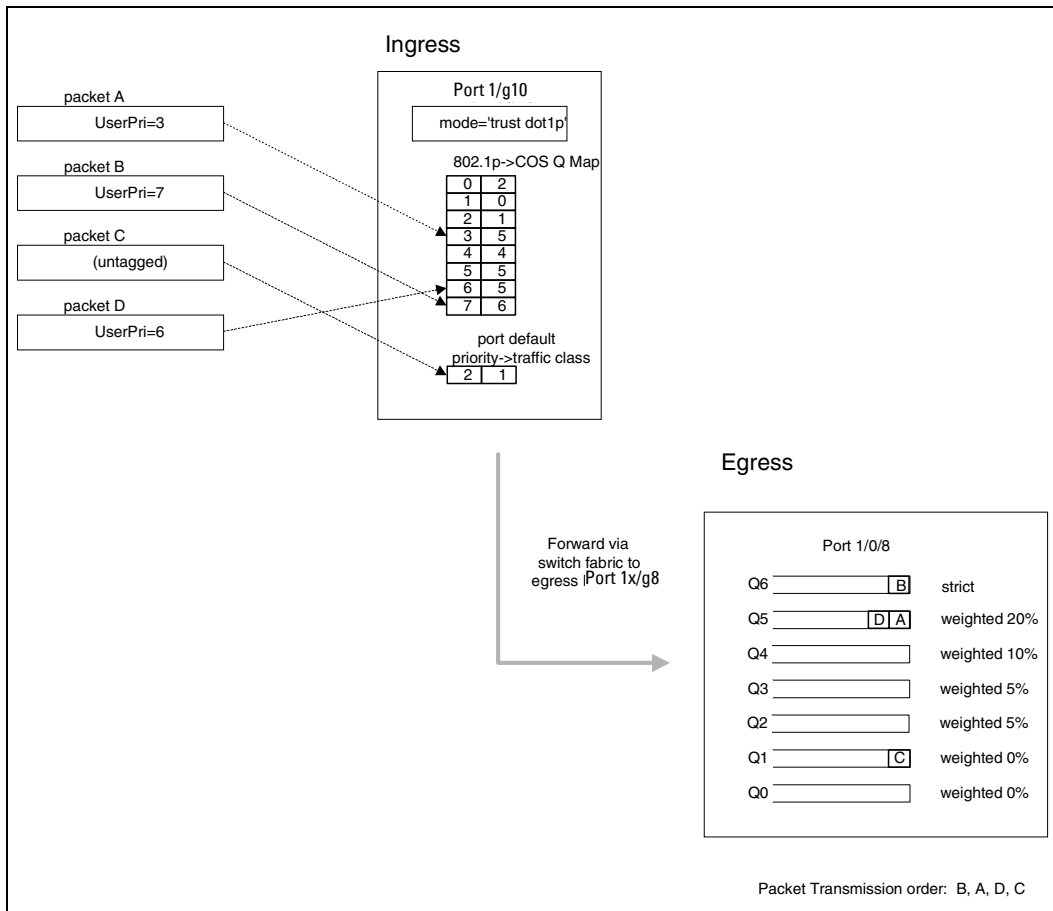 Ingress
packet A
UserPri=3
packet B
UserPri=7
packet C
(untagged)
packet D
UserPri=6
Port 1/g10
mode='trust dot1p'
802.1p->COS Q Map
0 2
1 0
2 1
3 5
4 4
5 5
6 5
7 6
port default
priority->traffic class
2 1
Forward via
switch fabric to
egress Port 1x/g8
Egress
Port 1/0/8
Q6 B strict
Q5 D A weighted 20%
Q4 weighted 10%
Q3 weighted 5%
Q2 weighted 5%
Q1 C weighted 0%
Q0 weighted 0%
Packet Transmission order: B, A, D, C